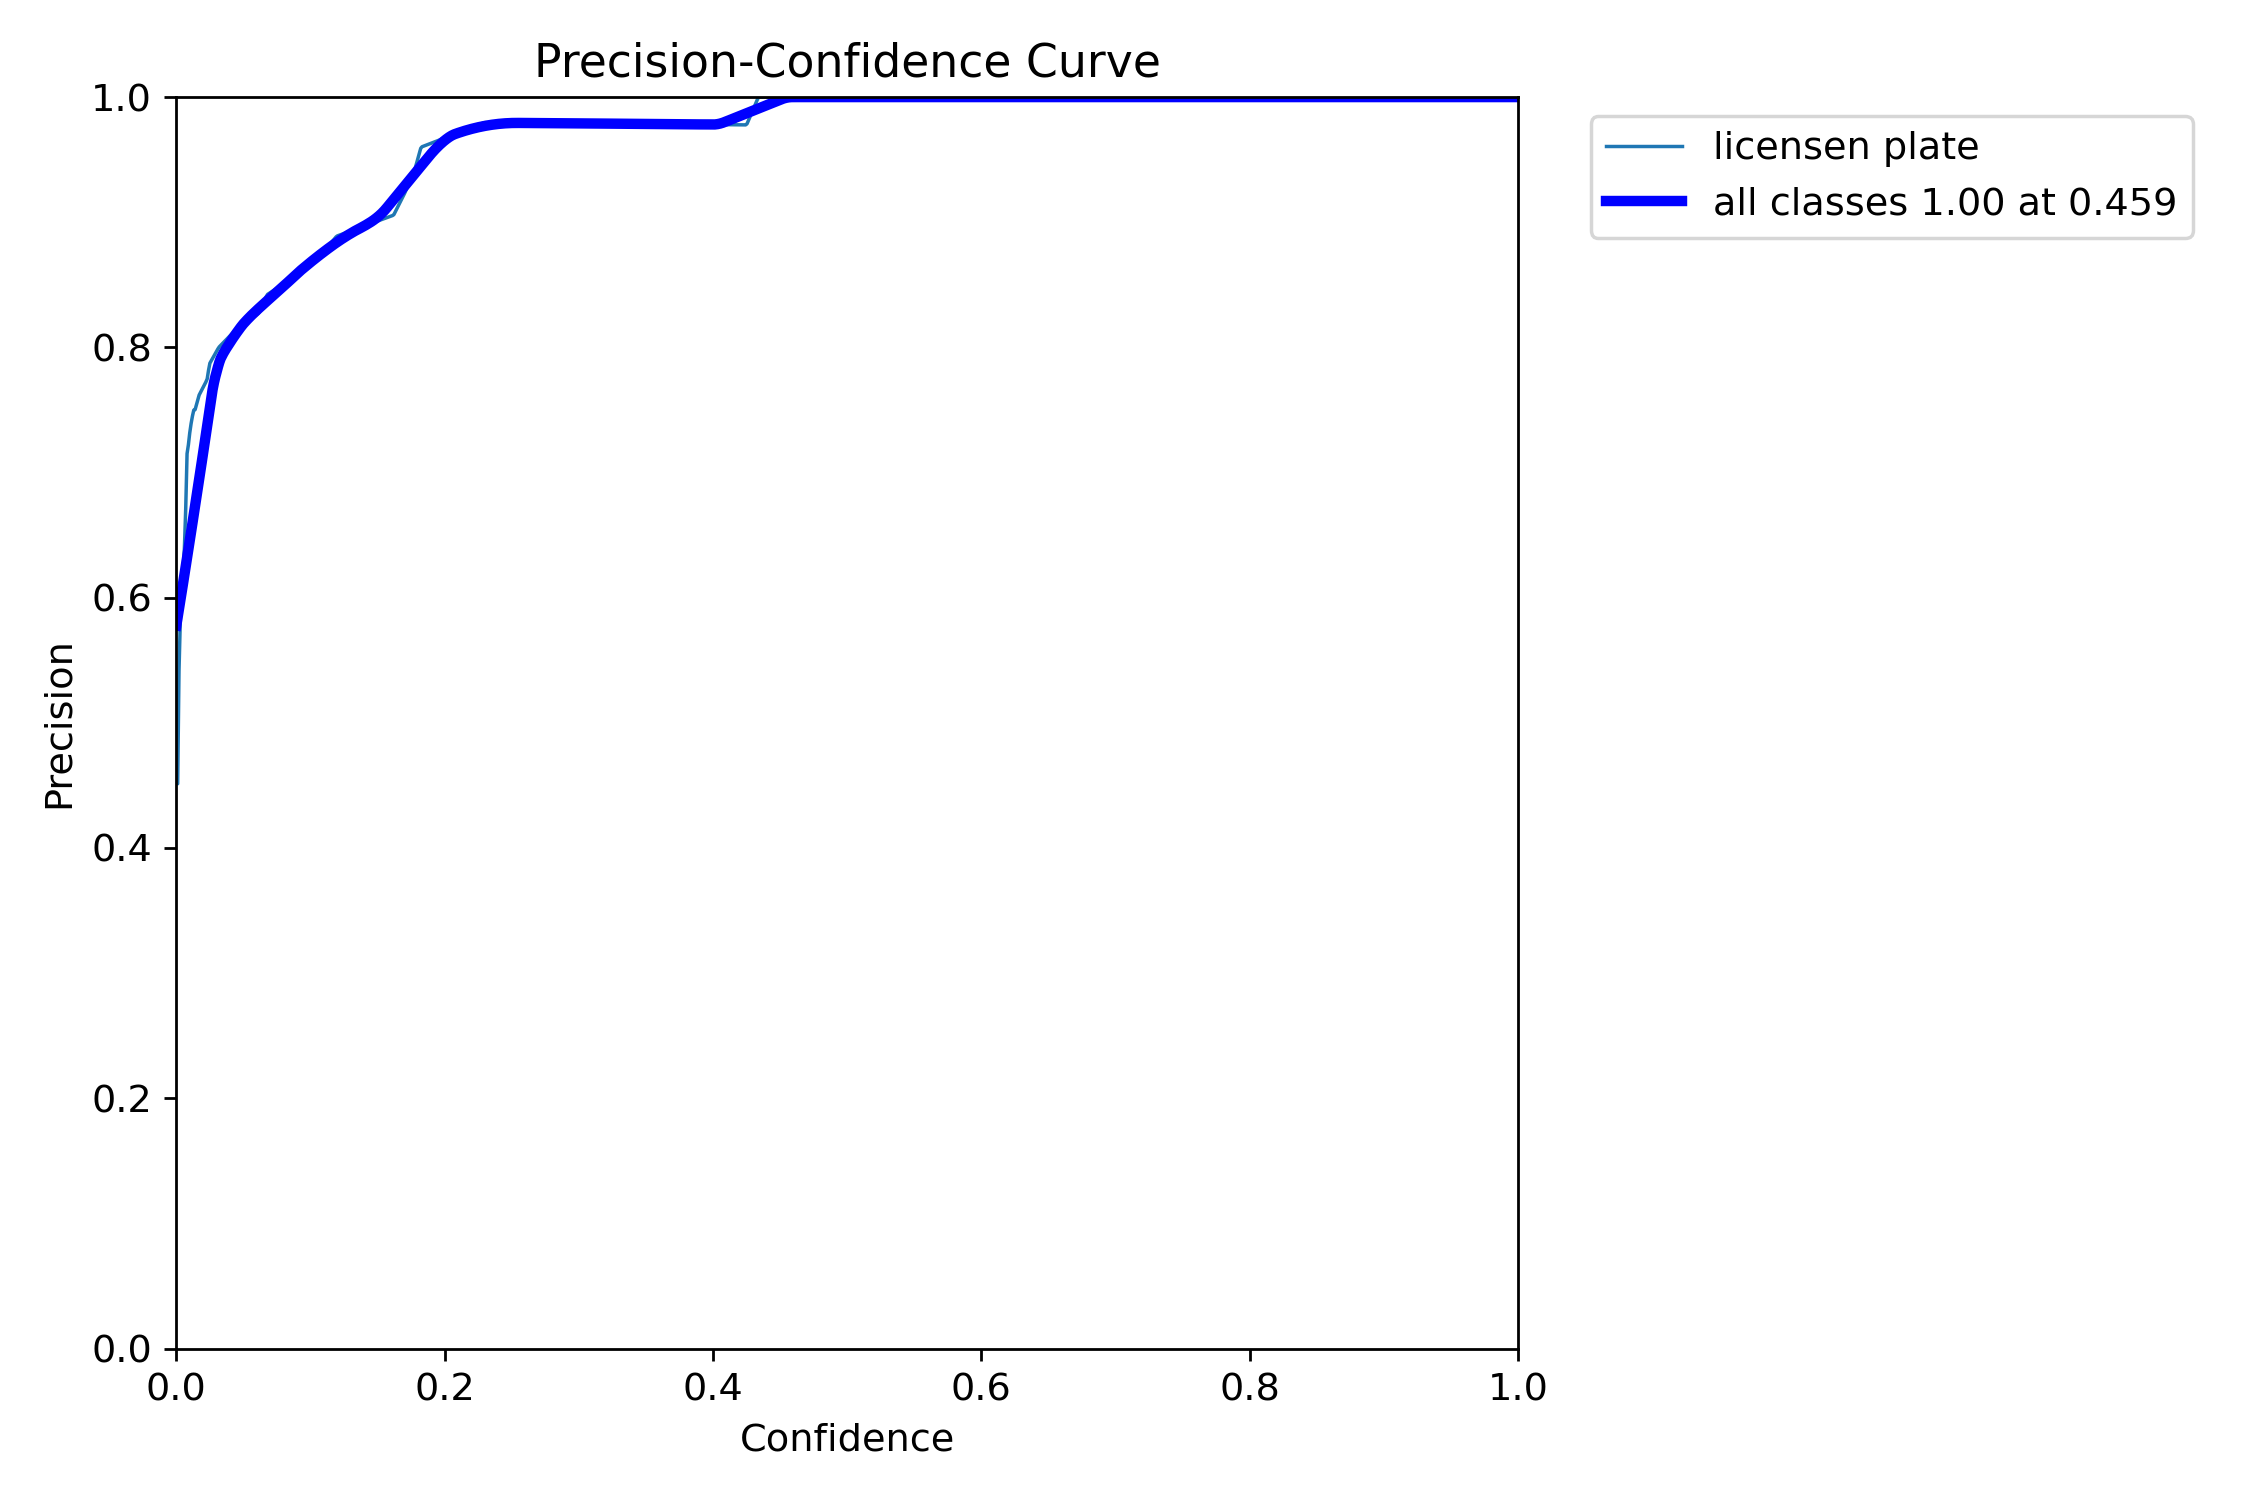 Precision-Confidence Curve
1.0
0.8
0.6
0.4
0.2
0.0
Precision
0.0 0.2 0.4 0.6 0.8 1.0
Confidence
licensen plate
all classes 1.00 at 0.459